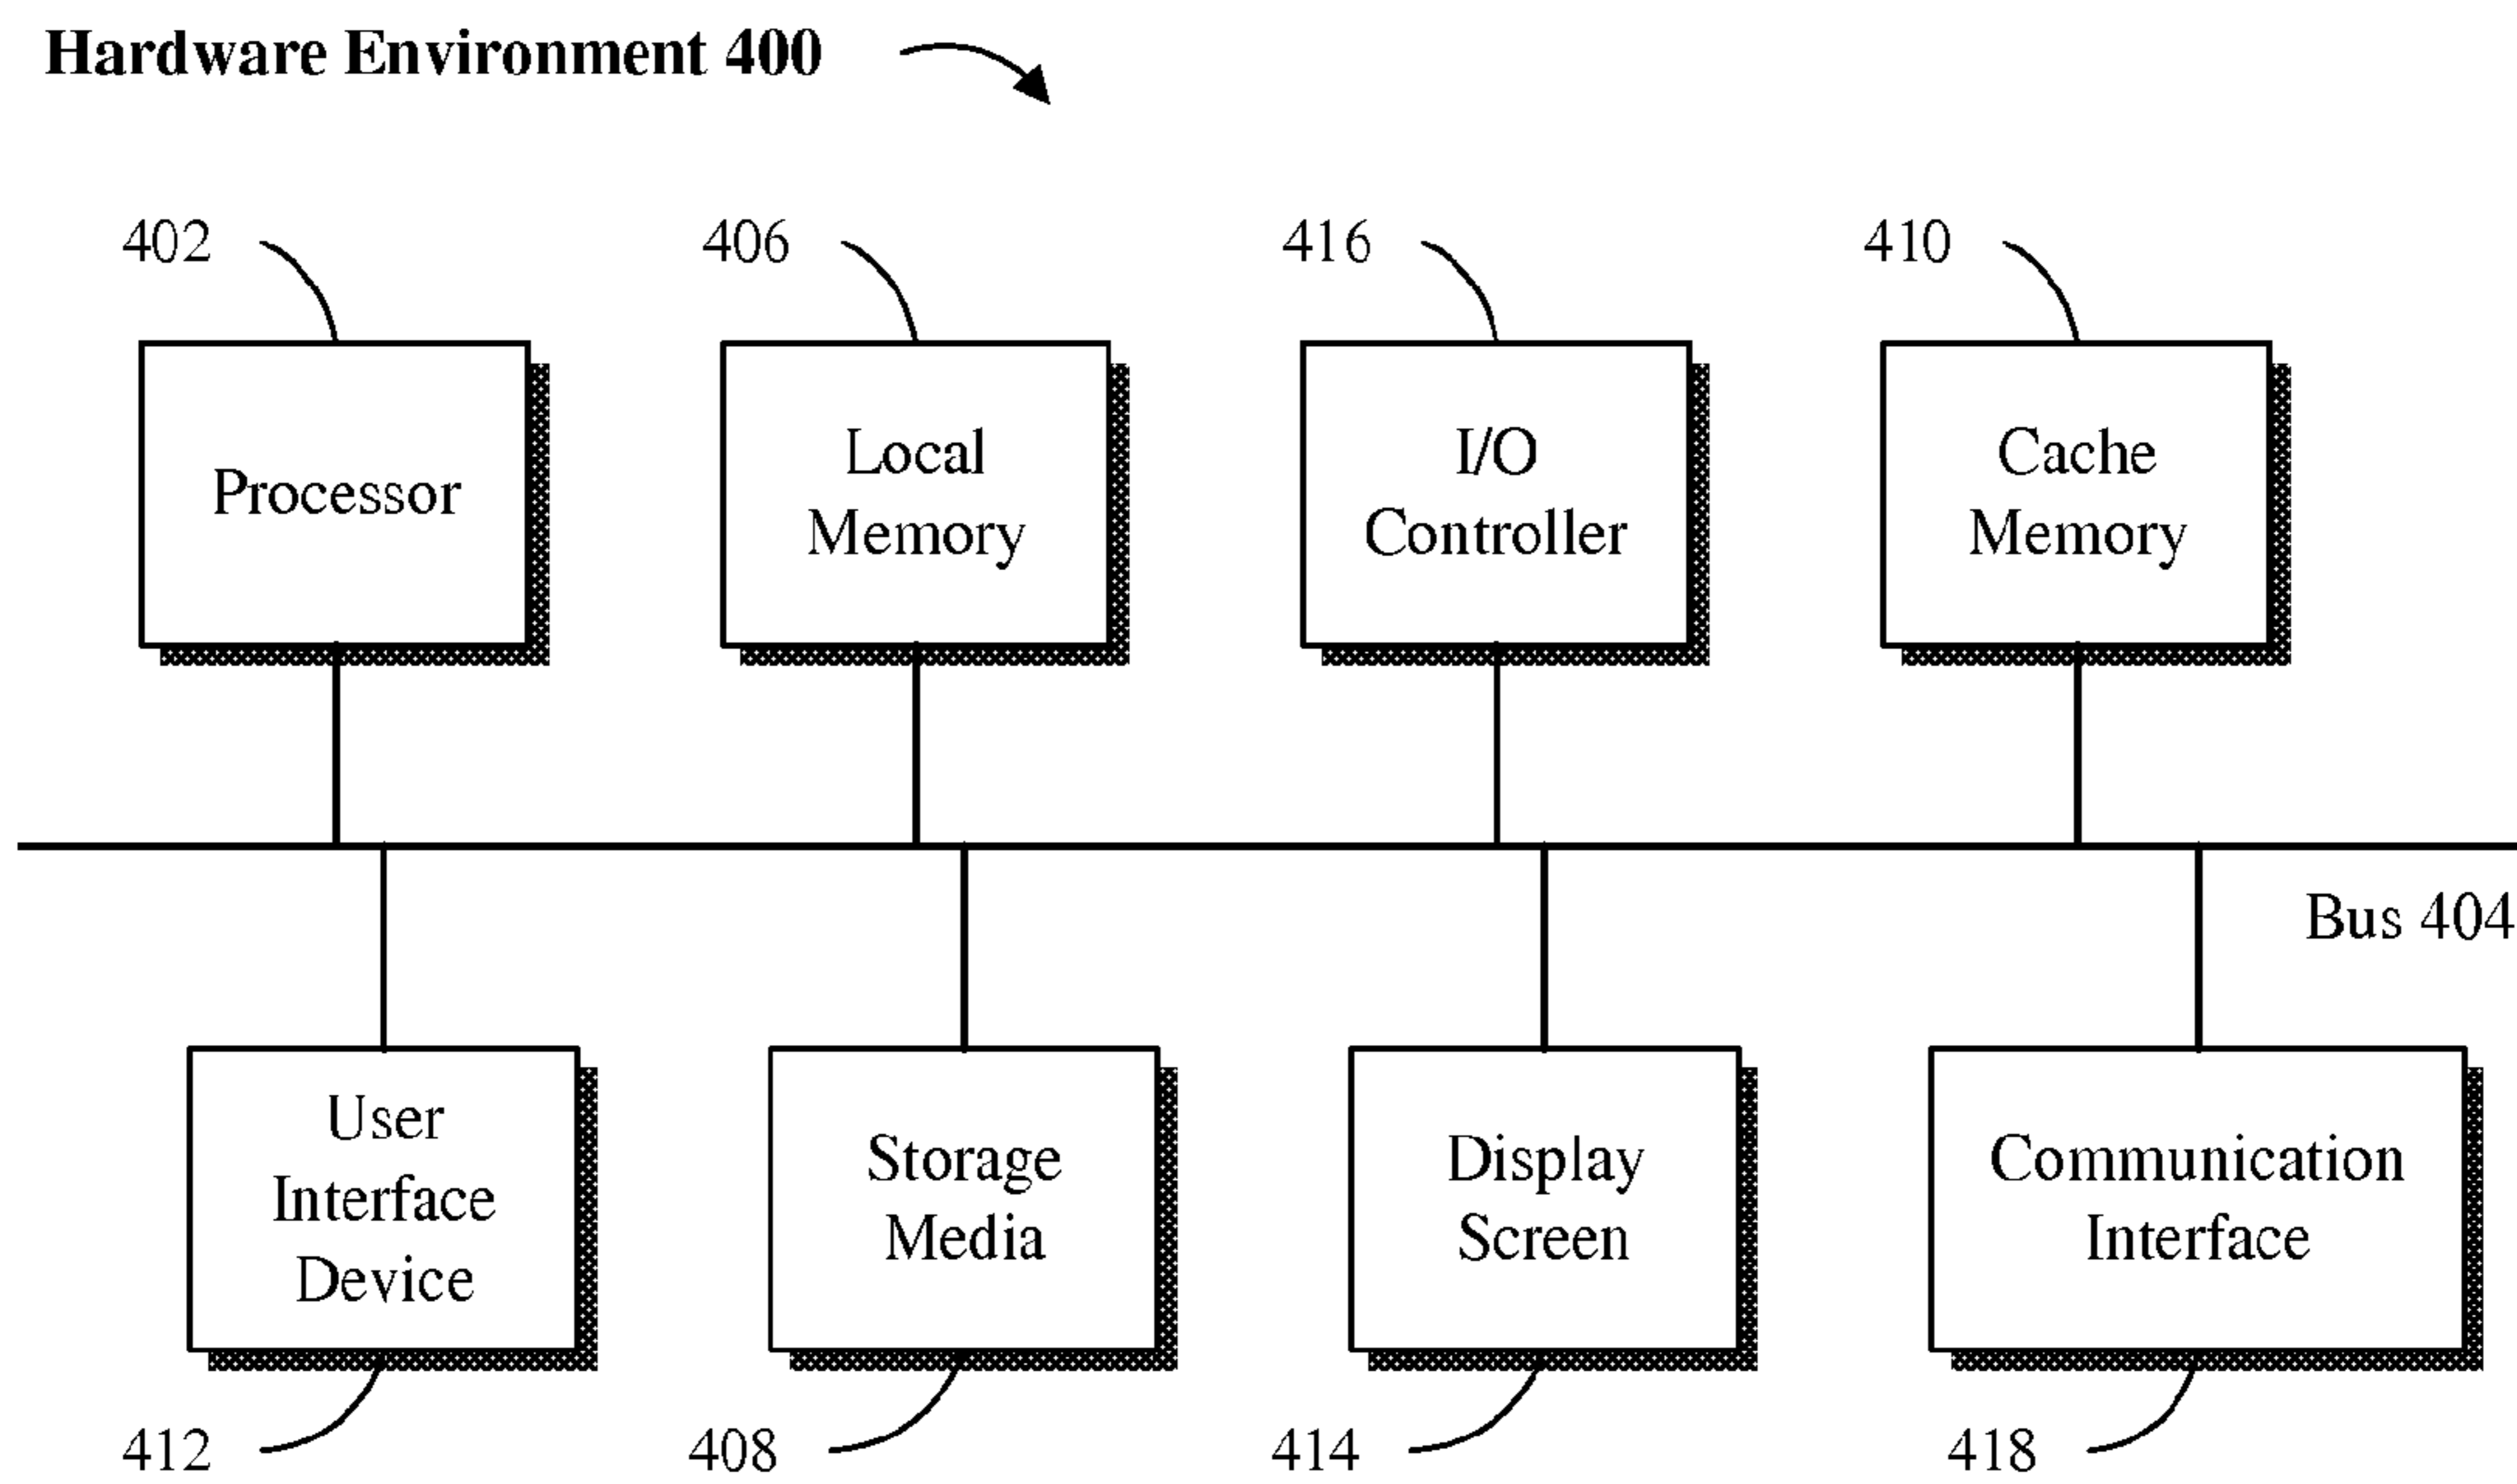 Hardware Environment 400
402
406
416
410
Processor
Local
Memory
I/O
Controller
Cache
Memory
Bus 404
User
Interface
Device
Storage
Media
Display
Screen
Communication
Interface
412
408
414
418